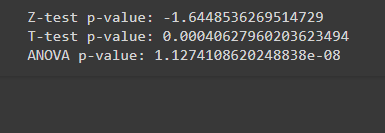 Z-test p-value: -1.6448536269514729
T-test p-value: 0.00040627960203623494
ANOVA p-value: 1.1274108620248838e-08